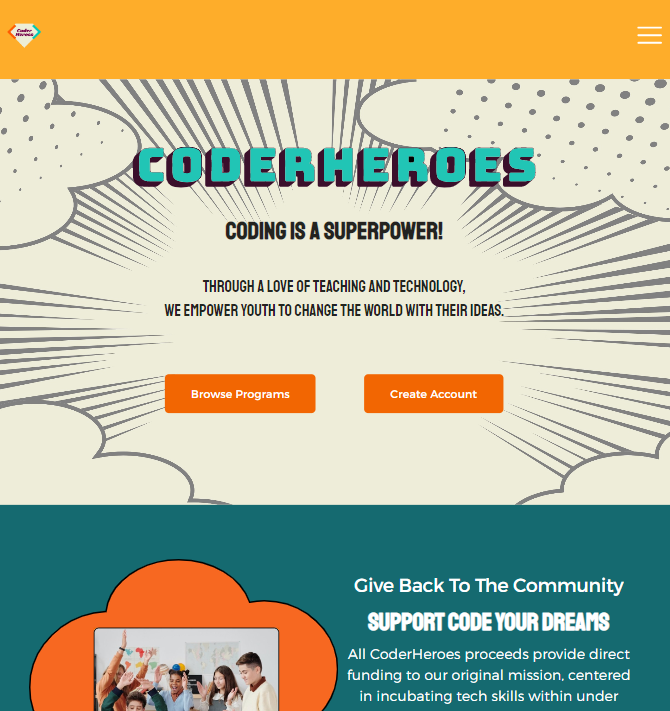 Coder
Heroes
CODERHEROES
CODING IS A SUPERPOWER!
THROUGH A LOVE OF TEACHING AND TECHNOLOGY,
WE EMPOWER YOUTH TO CHANGE THE WORLD WITH THEIR IDEAS.
Browse Programs
Create Account
Give Back To The Community
SUPPORT CODE YOUR DREAMS
All CoderHeroes proceeds provide direct
funding to our original mission, centered
in incubating tech skills within under